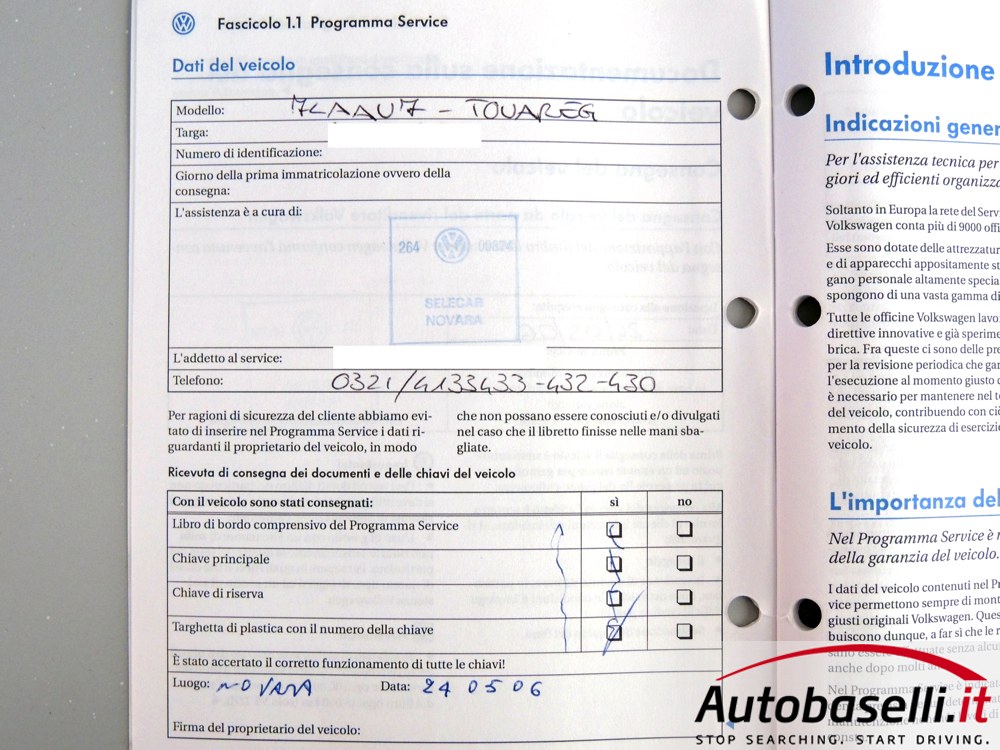 Fascicolo 1.1 Programma Service
Dati del veicolo
Modello: 7LAAU7 - TOUAREG
Targa:
Numero di identificazione:
Giorno della prima immatricolazione ovvero della
consegna:
L'assistenza è a cura di:
264
SELECAR
NOVARA
L'addetto al service:
Telefono: 0321/4133433-432-430
Per ragioni di sicurezza del cliente abbiamo evi-
tato di inserire nel Programma Service i dati ri-
guardanti il proprietario del veicolo, in modo
che non possano essere conosciuti e/o divulgati
nel caso che il libretto finisse nelle mani sba-
gliate.
Ricevuta di consegna dei documenti e delle chiavi del veicolo
Con il veicolo sono stati consegnati: sì no
Libro di bordo comprensivo del Programma Service
Chiave principale
Chiave di riserva
Targhetta di plastica con il numero della chiave
È stato accertato il corretto funzionamento di tutte le chiavi!
Luogo: NOVARA Data: 24 05 06
Firma del proprietario del veicolo:
Introduzione
Indicazioni gener
Per l'assistenza tecnica per
giori ed efficienti organizza
Soltanto in Europa la rete del Serv
Volkswagen conta più di 9000 offi
Esse sono dotate delle attrezzatur
e di apparecchi appositamente st
gano personale altamente specia
spongono di una vasta gamma di
Tutte le officine Volkswagen lavo
direttive innovative e già sperime
brica. Fra queste ci sono delle pre
per la revisione periodica che gar
l'esecuzione al momento giusto d
è necessario per mantenere nel t
del veicolo, contribuendo con ciò
mento della sicurezza di esercizio
veicolo.
L'importanza del
Nel Programma Service è r
della garanzia del veicolo.
I dati del veicolo contenuti nel Pr
vice permettono sempre di mont
giusti originali Volkswagen. Ques
buiscono dunque, a far sì che le r
sano essere effettuate senza alcu
anche dopo molti
Nel Programma Service è indicata
Autobaselli.it
STOP SEARCHING. START DRIVING.